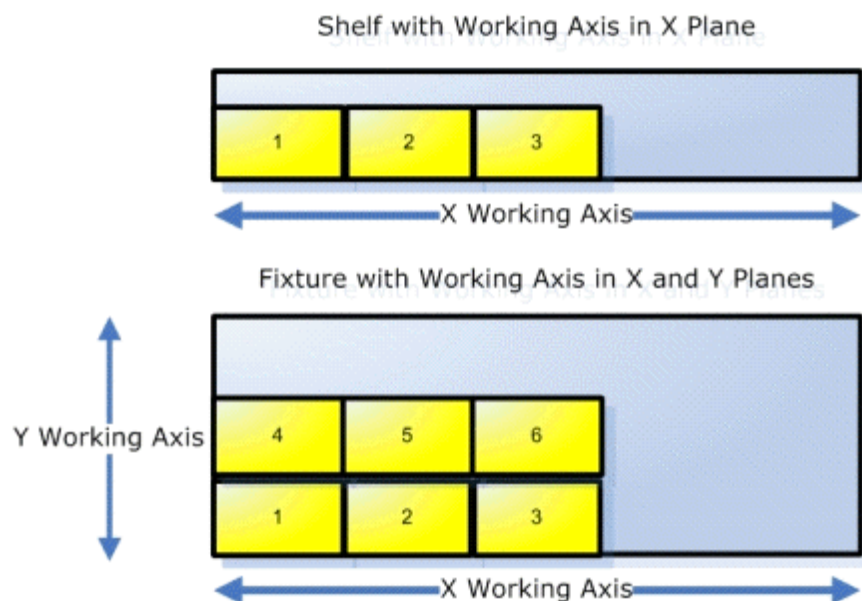 Shelf with Working Axis in X Plane
1 2 3
X Working Axis
Fixture with Working Axis in X and Y Planes
4 5 6
Y Working Axis
1 2 3
X Working Axis